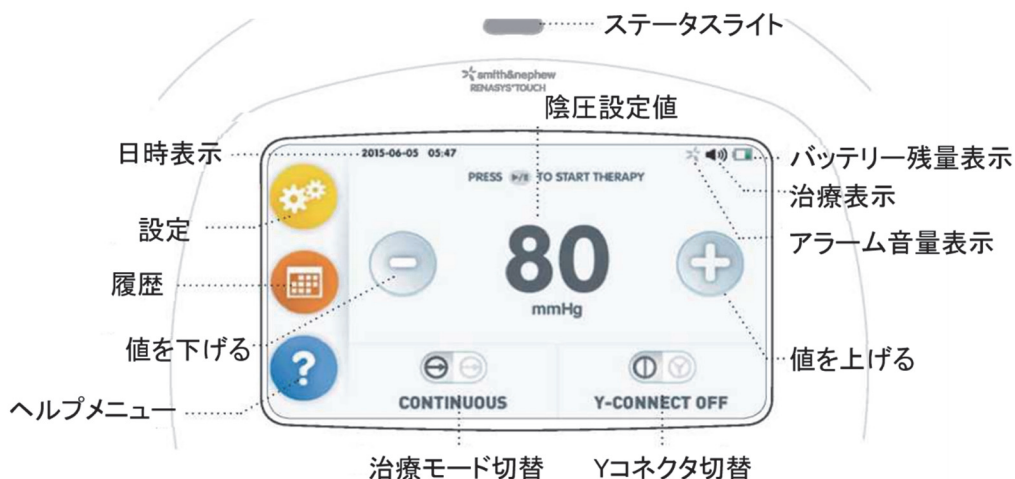 ステータスライト
smith&nephew
RENASYS°TOUCH
陰圧設定値
日時表示
2015-06-05 05:47
バッテリー残量表示
PRESS ▶/II TO START THERAPY
治療表示
設定
アラーム音量表示
80
mmHg
履歴
値を下げる
値を上げる
?
ヘルプメニュー
Y
CONTINUOUS
Y-CONNECT OFF
治療モード切替
Yコネクタ切替